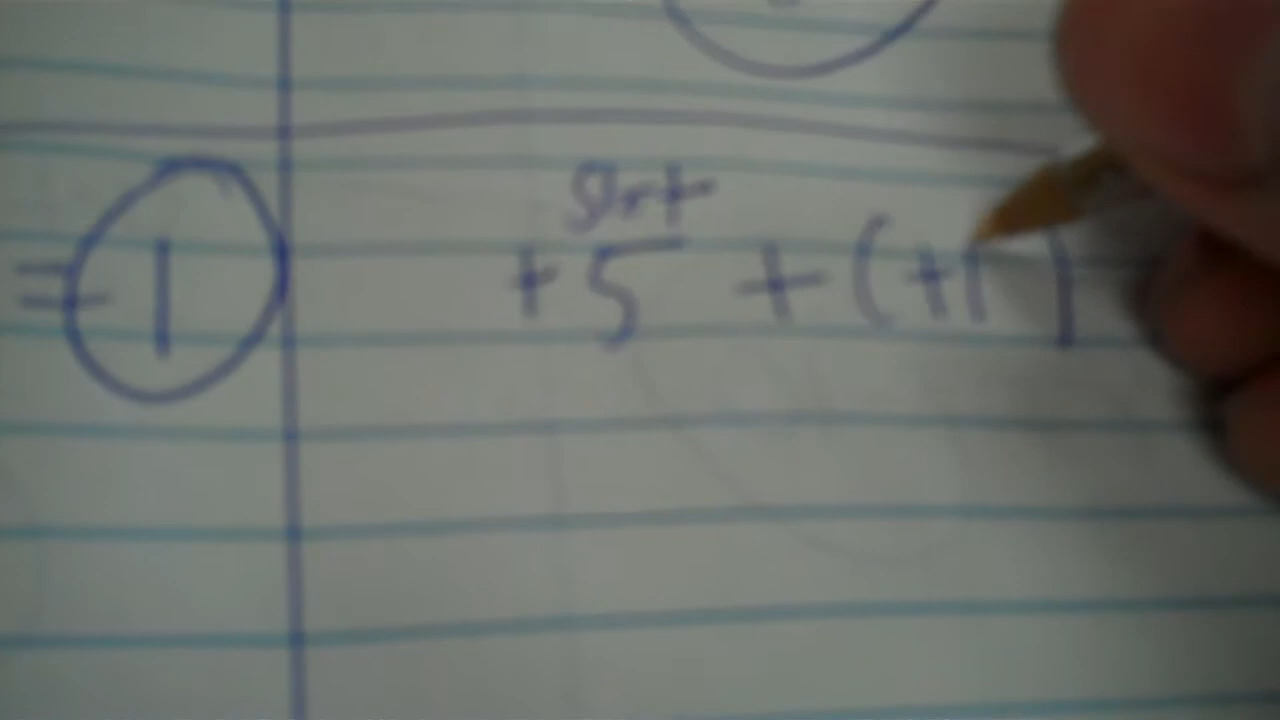 = 1
+5 + (+1)